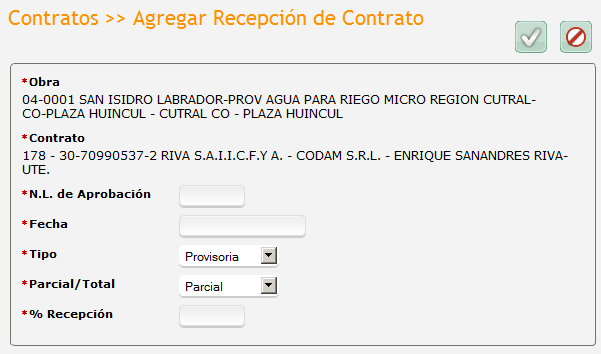 Contratos >> Agregar Recepción de Contrato
*Obra
04-0001 SAN ISIDRO LABRADOR-PROV AGUA PARA RIEGO MICRO REGION CUTRAL-
CO-PLAZA HUINCUL - CUTRAL CO - PLAZA HUINCUL
*Contrato
178 - 30-70990537-2 RIVA S.A.I.I.C.F.Y A. - CODAM S.R.L. - ENRIQUE SANANDRES RIVA-
UTE.
*N.L. de Aprobación
*Fecha
*Tipo Provisoria
*Parcial/Total Parcial
*% Recepción